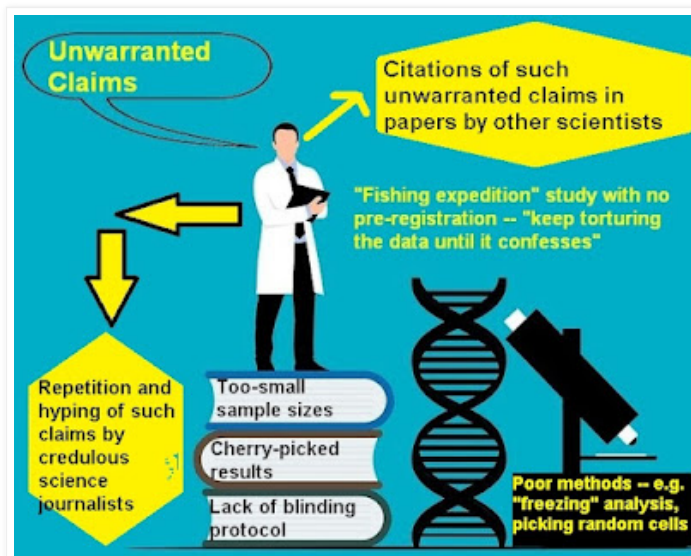 Unwarranted
Claims
Citations of such
unwarranted claims in
papers by other scientists
"Fishing expedition" study with no
pre-registration -- "keep torturing
the data until it confesses"
Repetition and
hyping of such
claims by
credulous
science
journalists
Too-small
sample sizes
Cherry-picked
results
Lack of blinding
protocol
Poor methods -- e.g.
"freezing" analysis,
picking random cells